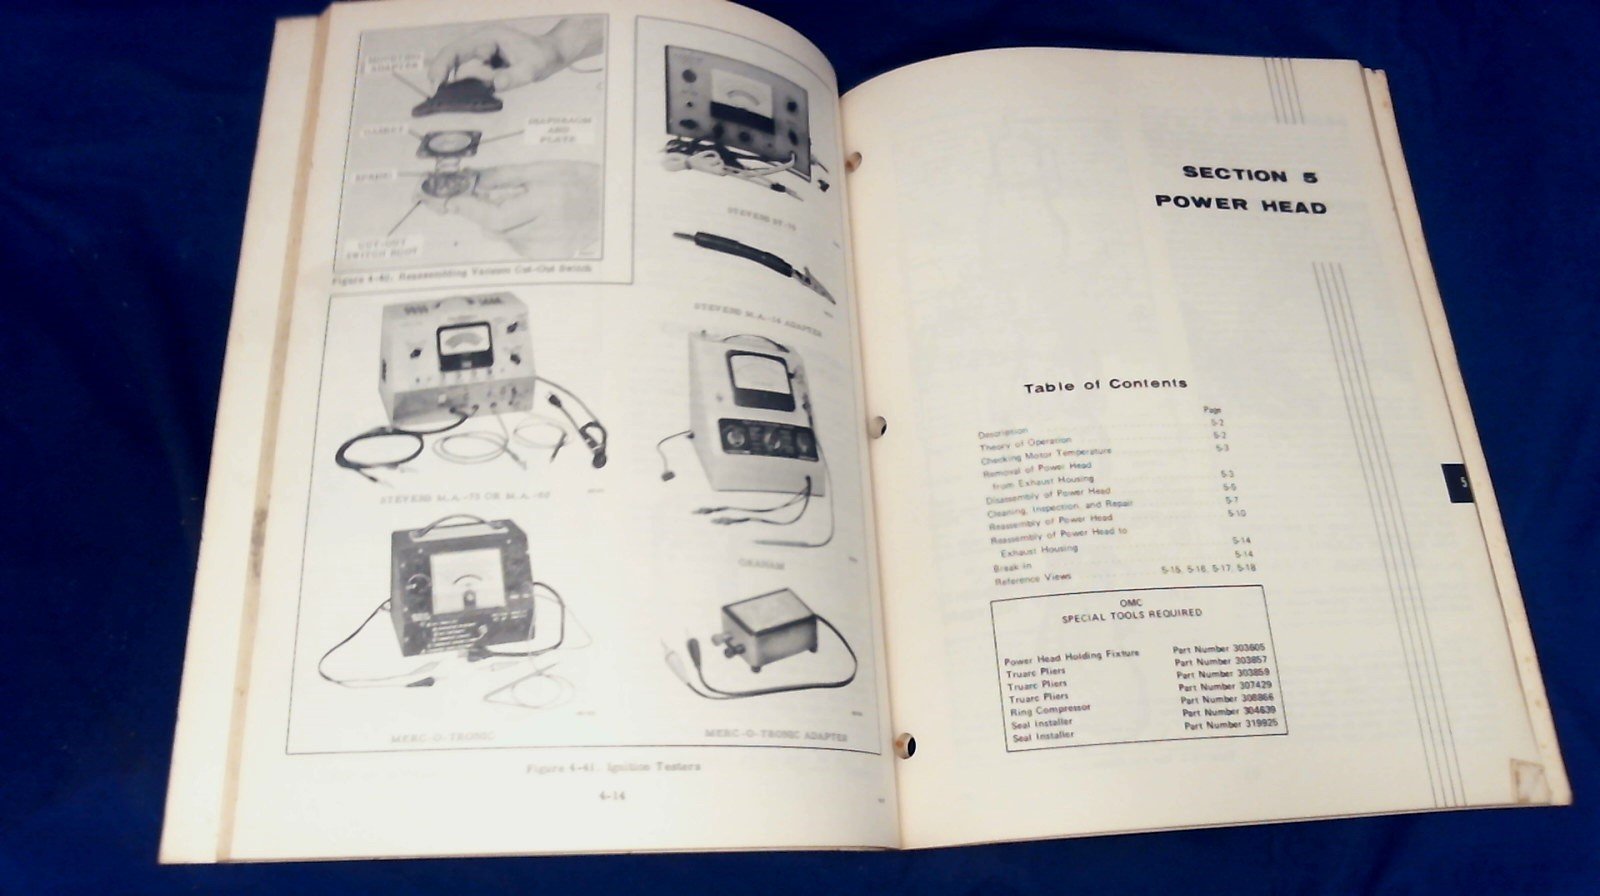 MOUNTING
ADAPTER
GASKET
DIAPHRAGM
AND
PLATE
SPRING
CUT-OUT
SWITCH BODY
Figure 4-40. Reassembling Vacuum Cut-Out Switch
STEVENS ST-75
STEVENS M.A.-14 ADAPTER
STEVENS M.A.-75 OR M.A.-80
GRAHAM
MERC-O-TRONIC
MERC-O-TRONIC ADAPTER
Figure 4-41. Ignition Testers
4-14
SECTION 5
POWER HEAD
Table of Contents
Page
Description 5-2
Theory of Operation 5-2
Checking Motor Temperature 5-3
Removal of Power Head
from Exhaust Housing 5-3
Disassembly of Power Head 5-5
Cleaning, Inspection, and Repair 5-7
Reassembly of Power Head 5-10
Reassembly of Power Head to
Exhaust Housing 5-14
Break in 5-14
Reference Views 5-15, 5-16, 5-17, 5-18
5
OMC
SPECIAL TOOLS REQUIRED
Power Head Holding Fixture Part Number 303605
Truarc Pliers Part Number 303857
Truarc Pliers Part Number 303859
Truarc Pliers Part Number 307429
Ring Compressor Part Number 308866
Seal Installer Part Number 304639
Seal Installer Part Number 319925